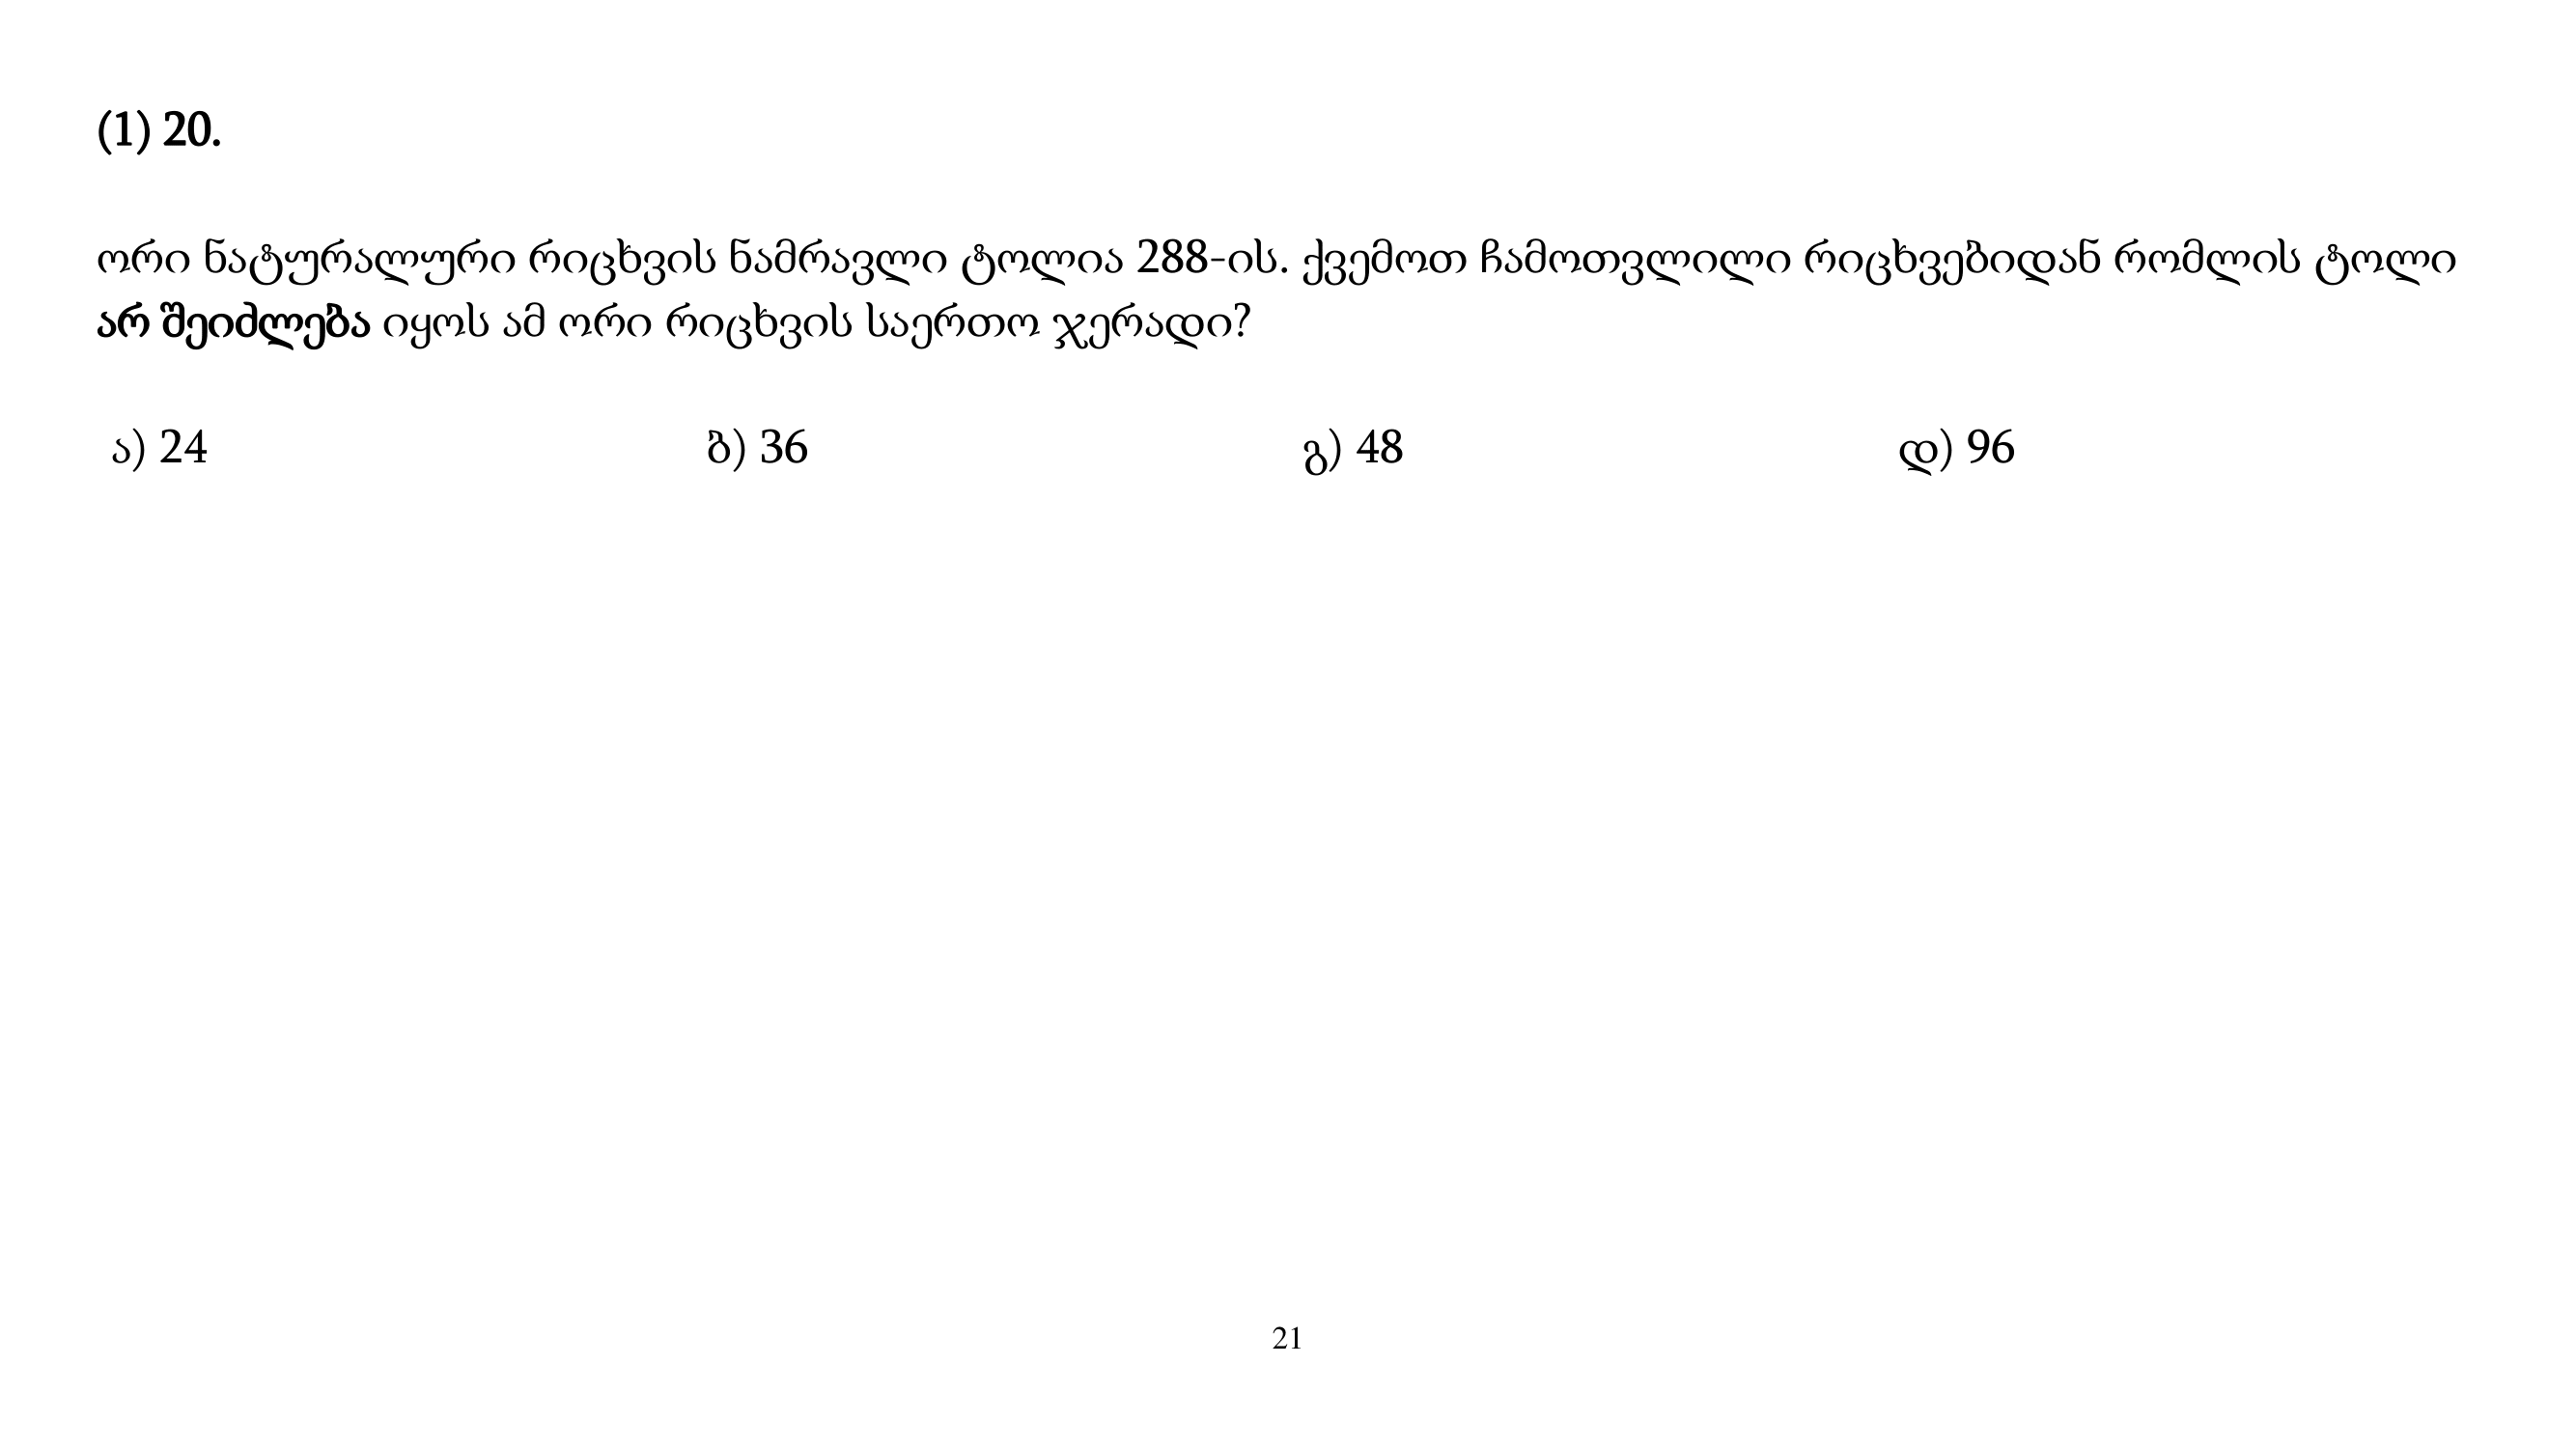 (1) 20.
ორი ნატურალური რიცხვის ნამრავლი ტოლია 288-ის. ქვემოთ ჩამოთვლილი რიცხვებიდან რომლის ტოლი
არ შეიძლება იყოს ამ ორი რიცხვის საერთო ჯერადი?
ა) 24 ბ) 36 გ) 48 დ) 96
21